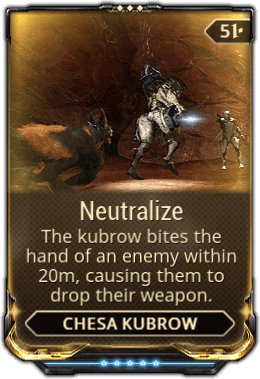 51
Neutralize
The kubrow bites the
hand of an enemy within
20m, causing them to
drop their weapon.
CHESA KUBROW